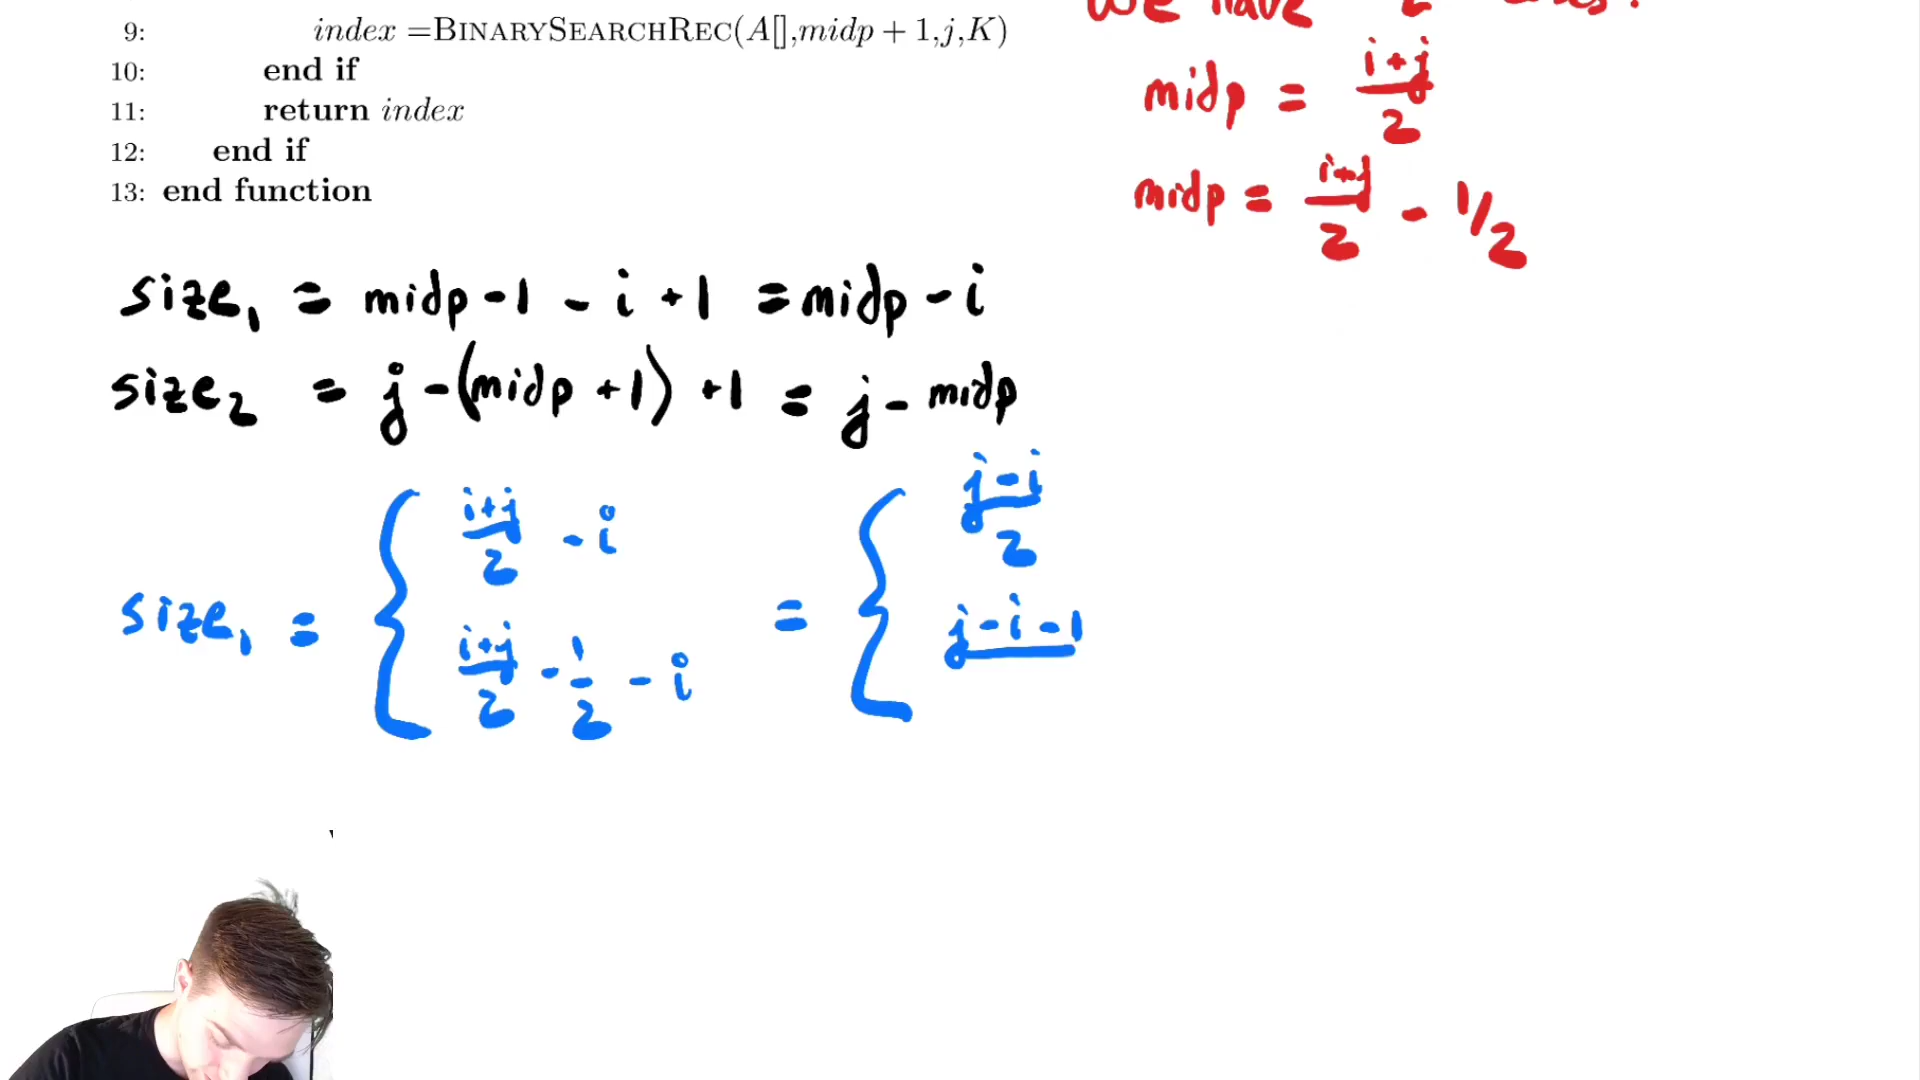 9: index =BINARYSEARCHREC(A[],midp + 1,j,K)
10: end if
11: return index
12: end if
13: end function
We have 2
midp = i+j/2
midp = i+j/2 - 1/2
size₁ = midp-1 - i +1 = midp - i
size₂ = j -(midp +1) +1 = j - midp
size₁ = { i+j/2 - i = { j-i/2
i+j/2 - 1/2 - i j-i-1